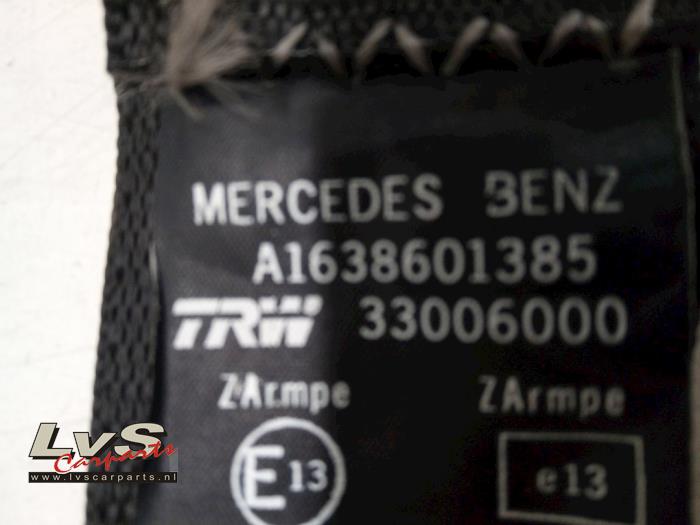 MERCEDES BENZ
A1638601385
TRW 33006000
ZArmpe ZArmpe
E13 e13
LvS
Carparts
www.lvscarparts.nl